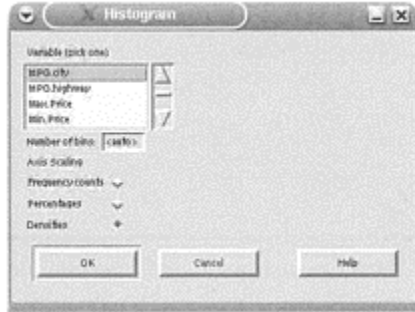 Histogram
Variable (pick one)
MPG.city
MPG.highway
Max.Price
Min.Price
Number of bins: <auto>
Axis Scaling
Frequency counts
Percentages
Densities
OK
Cancel
Help